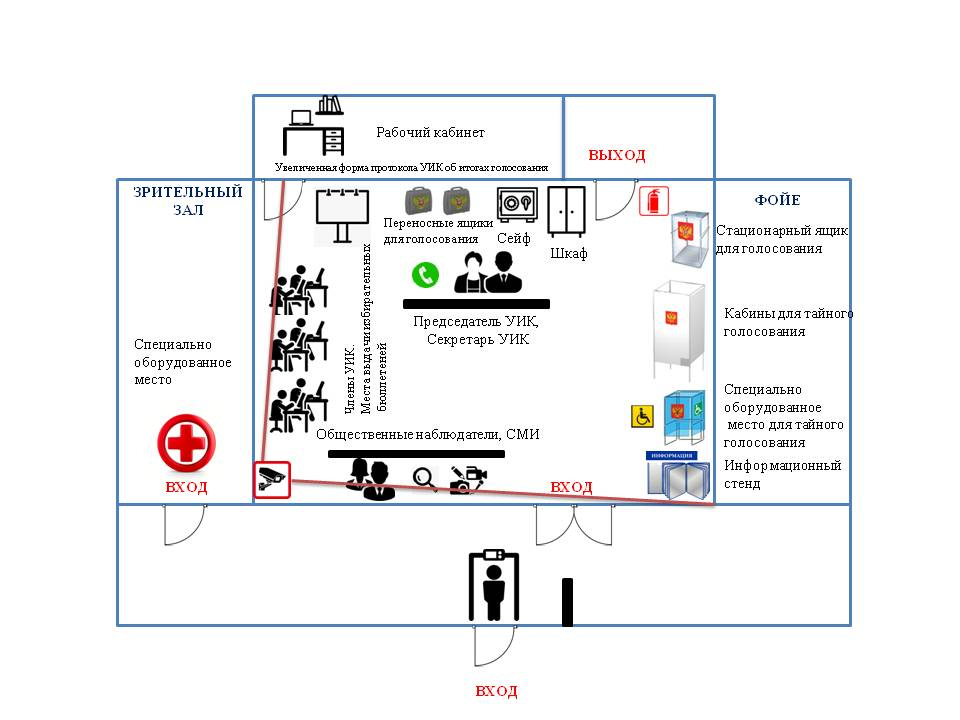 Рабочий кабинет
Увеличенная форма протокола УИК об итогах голосования
ВЫХОД
ЗРИТЕЛЬНЫЙ
ЗАЛ
ФОЙЕ
Переносные ящики
для голосования
Сейф
Шкаф
Стационарный ящик
для голосования
Председатель УИК,
Секретарь УИК
Кабины для тайного
голосования
Специально
оборудованное
место
Члены УИК.
Места выдачи избирательных
бюллетеней
Специально
оборудованное
место для тайного
голосования
Общественные наблюдатели, СМИ
ИНФОРМАЦИЯ
Информационный
стенд
ВХОД
ВХОД
ВХОД